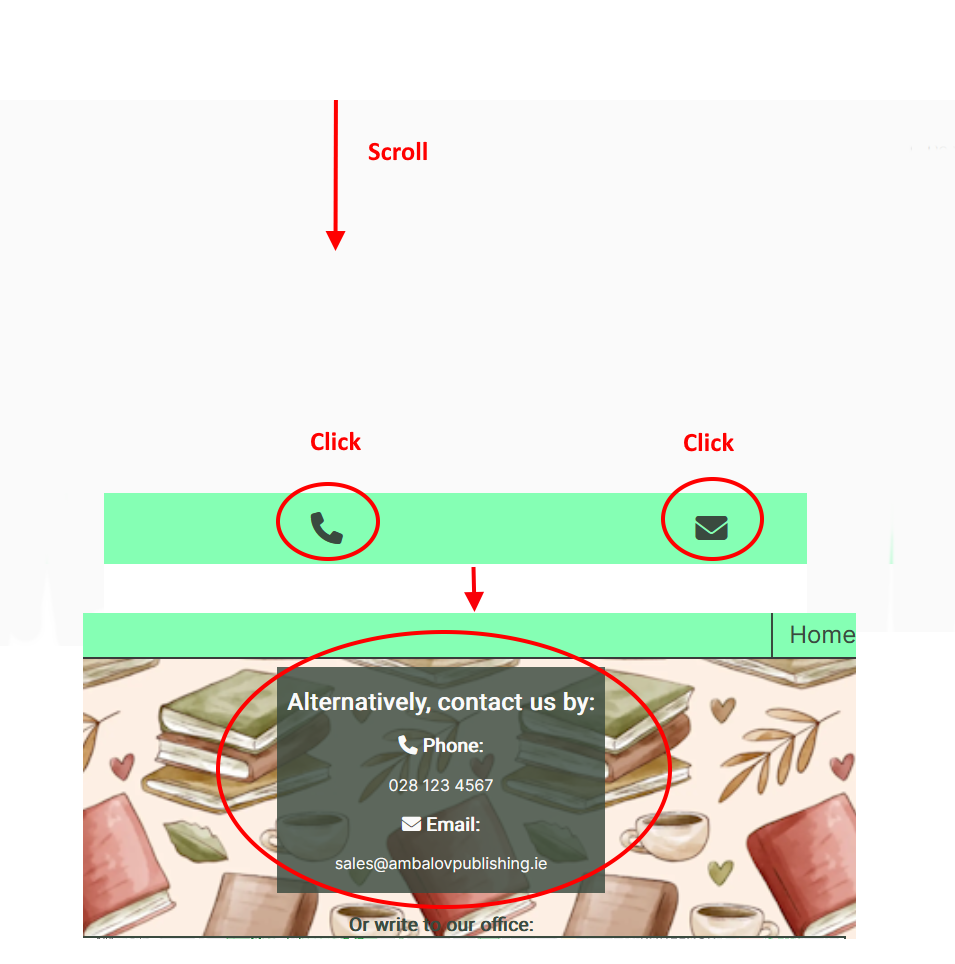 Scroll
Click
Click
Home
Alternatively, contact us by:
Phone:
028 123 4567
Email:
sales@ambalovpublishing.ie
Or write to our office: